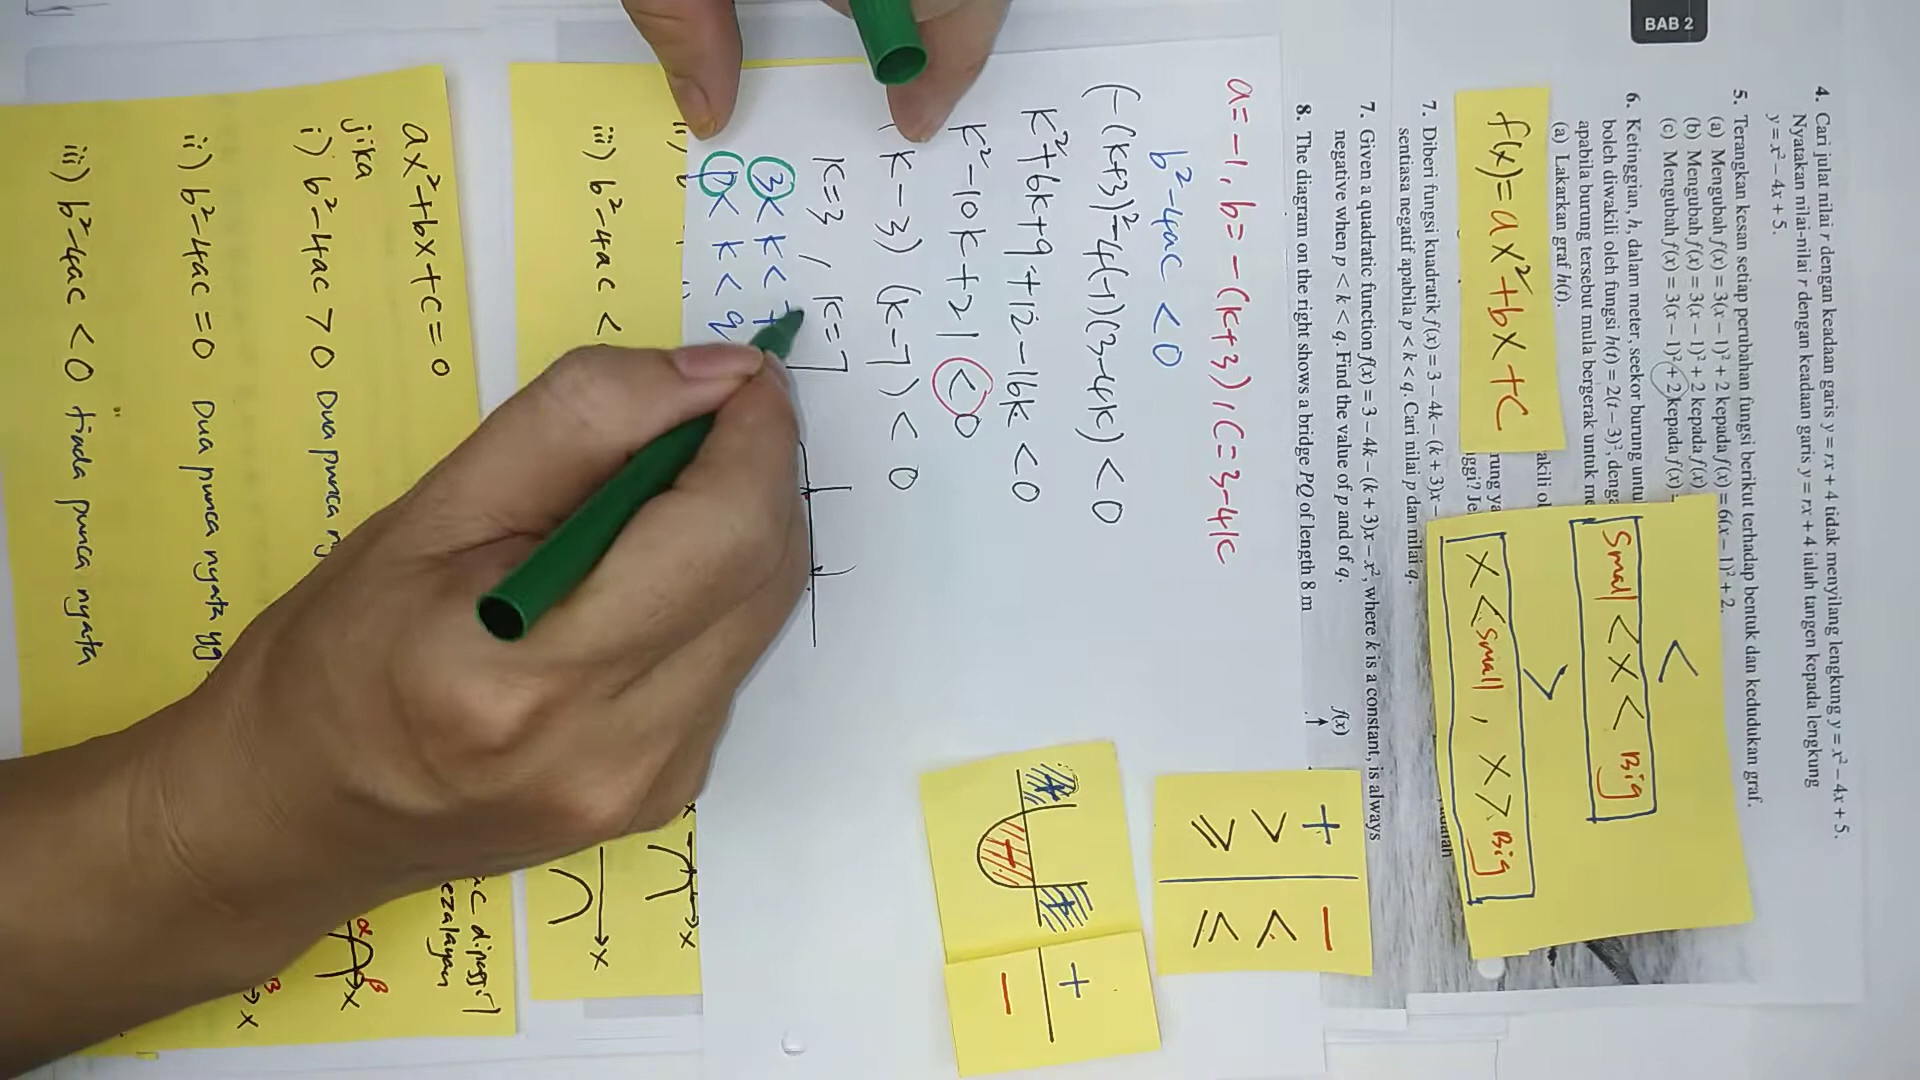 BAB 2
4. Cari julat nilai r dengan keadaan garis y = rx + 4 tidak menyilang lengkung y = x² – 4x + 5.
Nyatakan nilai-nilai r dengan keadaan garis y = rx + 4 ialah tangen kepada lengkung
y = x² – 4x + 5.
5. Terangkan kesan setiap perubahan fungsi berikut terhadap bentuk dan kedudukan graf.
(a) Mengubah f(x) = 3(x – 1)² + 2 kepada f(x) = 6(x – 1)² + 2.
(b) Mengubah f(x) = 3(x – 1)² + 2 kepada f(x)
(c) Mengubah f(x) = 3(x – 1)² + 2 kepada f(x) =
6. Ketinggian, h, dalam meter, seekor burung untu
boleh diwakili oleh fungsi h(t) = 2(t – 3)², denga
apabila burung tersebut mula bergerak untuk me
(a) Lakarkan graf h(t).
akili ol
rung ya
ggi? Je
<
Small < x < Big
>
x < small , x > Big
f(x) = ax² + bx + c
7. Diberi fungsi kuadratik f(x) = 3 – 4k – (k + 3)x –
sentiasa negatif apabila p < k < q. Cari nilai p dan nilai q.
7. Given a quadratic function f(x) = 3 – 4k – (k + 3)x – x², where k is a constant, is always
negative when p < k < q. Find the value of p and of q.
8. The diagram on the right shows a bridge PQ of length 8 m
f(x)
a = -1, b = -(k+3), c = 3-4k
b²-4ac < 0
(-(k+3)²-4(-1)(3-4k) < 0
k²+6k+9+12-16k < 0
k²-10k+21 < 0
k-3) (k-7) < 0
k=3 , k=7
3 < k < 7
p < k < q
+ −
> <
≥ ≤
+ − +
+
−
iii) b²-4ac <
x
x
ax²+bx+c = 0
jika
i) b²-4ac > 0 Dua punca n
ii) b²-4ac = 0 Dua punca nyata yg
iii) b²-4ac < 0 tiada punca nyata
α β x
β x